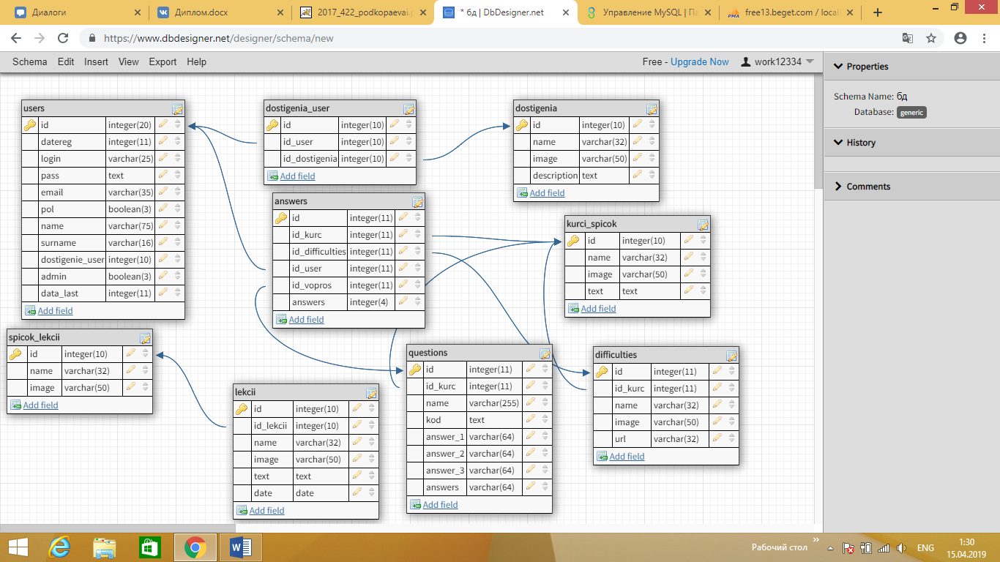 Диалоги
Диплом.docx
2017_422_podkopaevai.p
* бд | DbDesigner.net
Управление MySQL | Па
free13.beget.com / local
https://www.dbdesigner.net/designer/schema/new
Schema Edit Insert View Export Help
Free - Upgrade Now
work12334
Properties
Schema Name: бд
Database: generic
History
Comments
users
id integer(20)
datereg integer(11)
login varchar(25)
pass text
email varchar(35)
pol boolean(3)
name varchar(75)
surname varchar(16)
dostigenie_user integer(10)
admin boolean(3)
data_last integer(11)
Add field
dostigenia_user
id integer(10)
id_user integer(10)
id_dostigenia integer(10)
Add field
dostigenia
id integer(10)
name varchar(32)
image varchar(50)
description text
Add field
answers
id integer(11)
id_kurc integer(11)
id_difficulties integer(11)
id_user integer(11)
id_vopros integer(11)
answers integer(4)
Add field
kurci_spicok
id integer(10)
name varchar(32)
image varchar(50)
text text
Add field
spicok_lekcii
id integer(10)
name varchar(32)
image varchar(50)
Add field
lekcii
id integer(10)
id_lekcii integer(10)
name varchar(32)
image varchar(50)
text text
date date
Add field
questions
id integer(11)
id_kurc integer(11)
name varchar(255)
kod text
answer_1 varchar(64)
answer_2 varchar(64)
answer_3 varchar(64)
answers varchar(64)
Add field
difficulties
id integer(11)
id_kurc integer(11)
name varchar(32)
image varchar(50)
url varchar(32)
Add field
Рабочий стол
ENG
1:30
15.04.2019